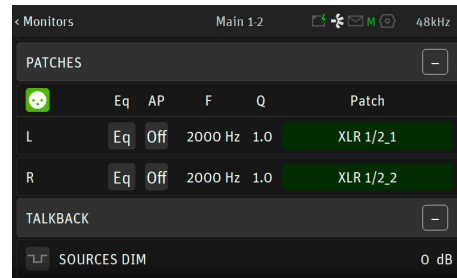 < Monitors Main 1-2 M 48kHz
PATCHES −
Eq AP F Q Patch
L Eq Off 2000 Hz 1.0 XLR 1/2_1
R Eq Off 2000 Hz 1.0 XLR 1/2_2
TALKBACK −
SOURCES DIM 0 dB